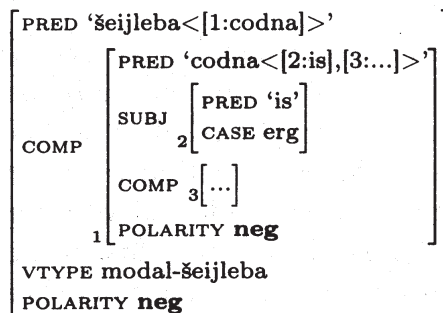 PRED ‘šeijleba<[1:codna]>’
PRED ‘codna<[2:is],[3:...]>’
SUBJ 2 PRED ‘is’
CASE erg
COMP
COMP 3[...]
1 POLARITY neg
VTYPE modal-šeijleba
POLARITY neg